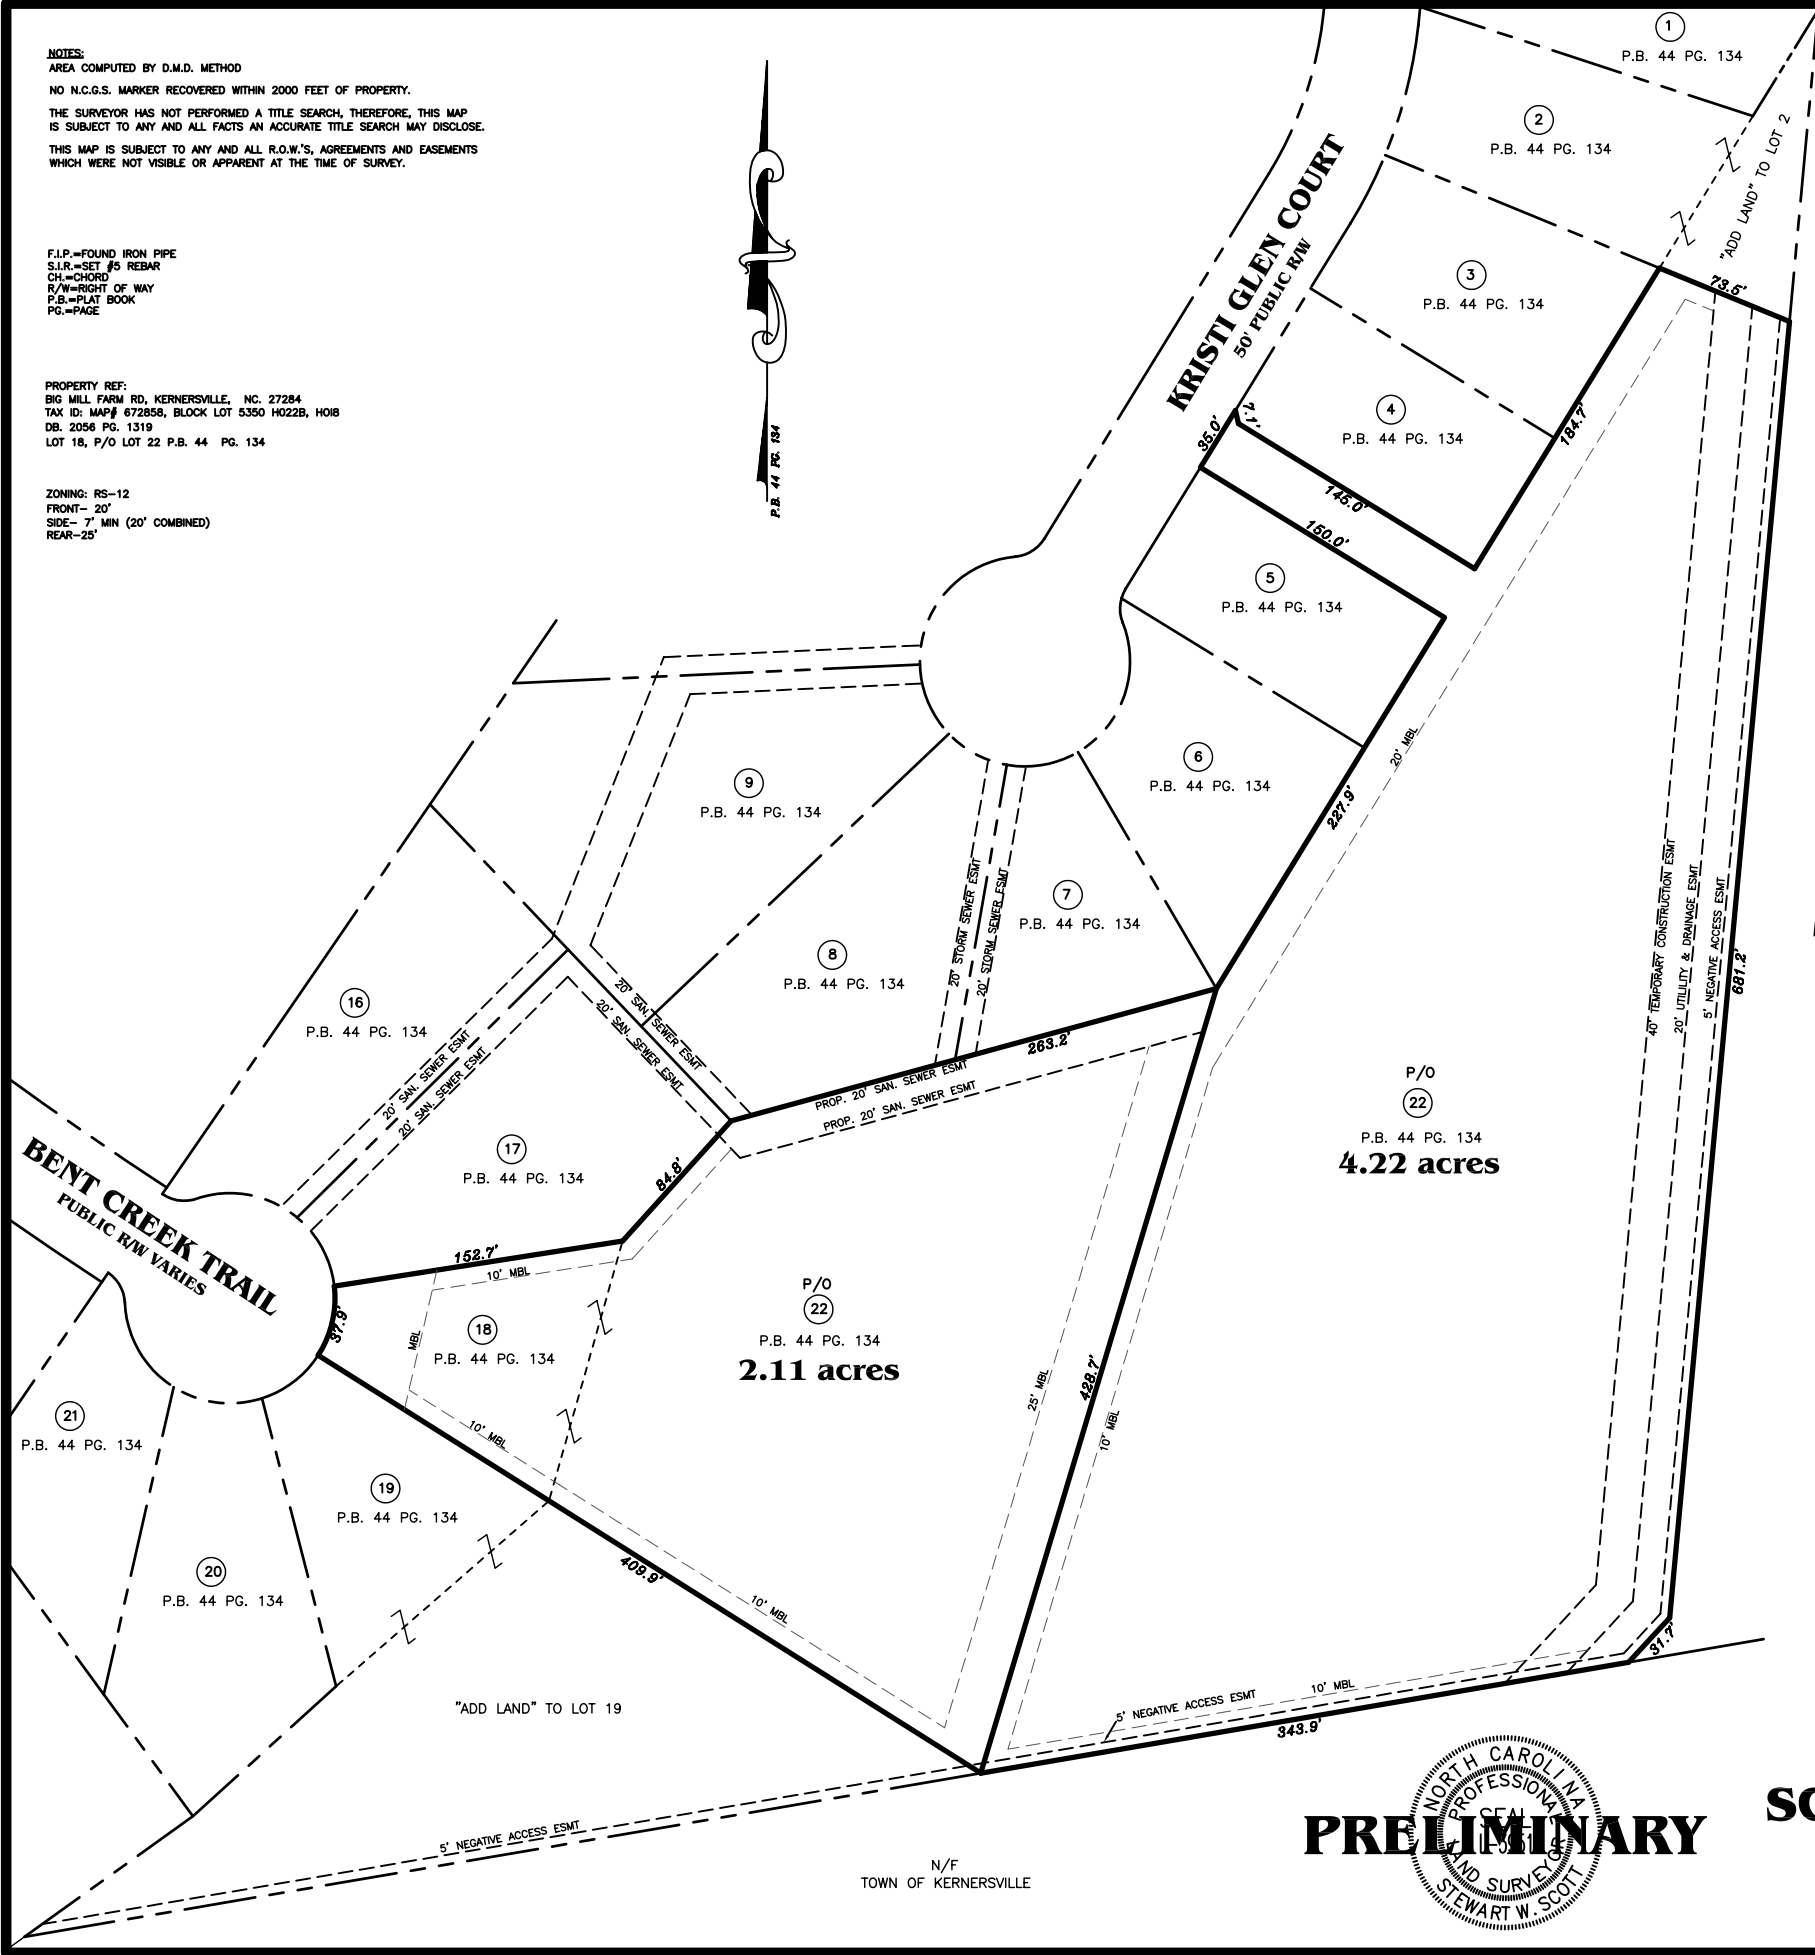 NOTES:
AREA COMPUTED BY D.M.D. METHOD
NO N.C.G.S. MARKER RECOVERED WITHIN 2000 FEET OF PROPERTY.
THE SURVEYOR HAS NOT PERFORMED A TITLE SEARCH, THEREFORE, THIS MAP
IS SUBJECT TO ANY AND ALL FACTS AN ACCURATE TITLE SEARCH MAY DISCLOSE.
THIS MAP IS SUBJECT TO ANY AND ALL R.O.W.'S, AGREEMENTS AND EASEMENTS
WHICH WERE NOT VISIBLE OR APPARENT AT THE TIME OF SURVEY.
F.I.P.=FOUND IRON PIPE
S.I.R.=SET #5 REBAR
CH.=CHORD
R/W=RIGHT OF WAY
P.B.=PLAT BOOK
PG.=PAGE
PROPERTY REF:
BIG MILL FARM RD, KERNERSVILLE, NC. 27284
TAX ID: MAP# 672858, BLOCK LOT 5350 H022B, H018
DB. 2056 PG. 1319
LOT 18, P/O LOT 22 P.B. 44 PG. 134
ZONING: RS-12
FRONT- 20'
SIDE- 7' MIN (20' COMBINED)
REAR-25'
P.B. 44 PG. 134
KRISTI GLEN COURT
50' PUBLIC R/W
1
P.B. 44 PG. 134
2
P.B. 44 PG. 134
"ADD LAND" TO LOT 2
3
P.B. 44 PG. 134
73.5'
4
P.B. 44 PG. 134
35.0'
7.1'
184.7'
145.0'
150.0'
5
P.B. 44 PG. 134
6
P.B. 44 PG. 134
20' MBL
227.9'
9
P.B. 44 PG. 134
7
P.B. 44 PG. 134
8
P.B. 44 PG. 134
20' STORM SEWER ESMT
20' STORM SEWER ESMT
40' TEMPORARY CONSTRUCTION ESMT
20' UTILILITY & DRAINAGE ESMT
5' NEGATIVE ACCESS ESMT
681.2'
16
P.B. 44 PG. 134
20' SAN. SEWER ESMT
20' SAN. SEWER ESMT
20' SAN. SEWER ESMT
20' SAN. SEWER ESMT
263.2'
PROP. 20' SAN. SEWER ESMT
PROP. 20' SAN. SEWER ESMT
P/O
22
P.B. 44 PG. 134
4.22 acres
17
P.B. 44 PG. 134
84.8'
BENT CREEK TRAIL
PUBLIC R/W VARIES
152.7'
10' MBL
37.9'
MBL
18
P.B. 44 PG. 134
P/O
22
P.B. 44 PG. 134
2.11 acres
25' MBL
428.7'
10' MBL
10' MBL
21
P.B. 44 PG. 134
19
P.B. 44 PG. 134
20
P.B. 44 PG. 134
409.9'
10' MBL
"ADD LAND" TO LOT 19
31.7'
5' NEGATIVE ACCESS ESMT
10' MBL
343.9'
5' NEGATIVE ACCESS ESMT
N/F
TOWN OF KERNERSVILLE
PRELIMINARY
NORTH CAROLINA
PROFESSIONAL
SEAL
LAND SURVEYOR
STEWART W. SCOTT